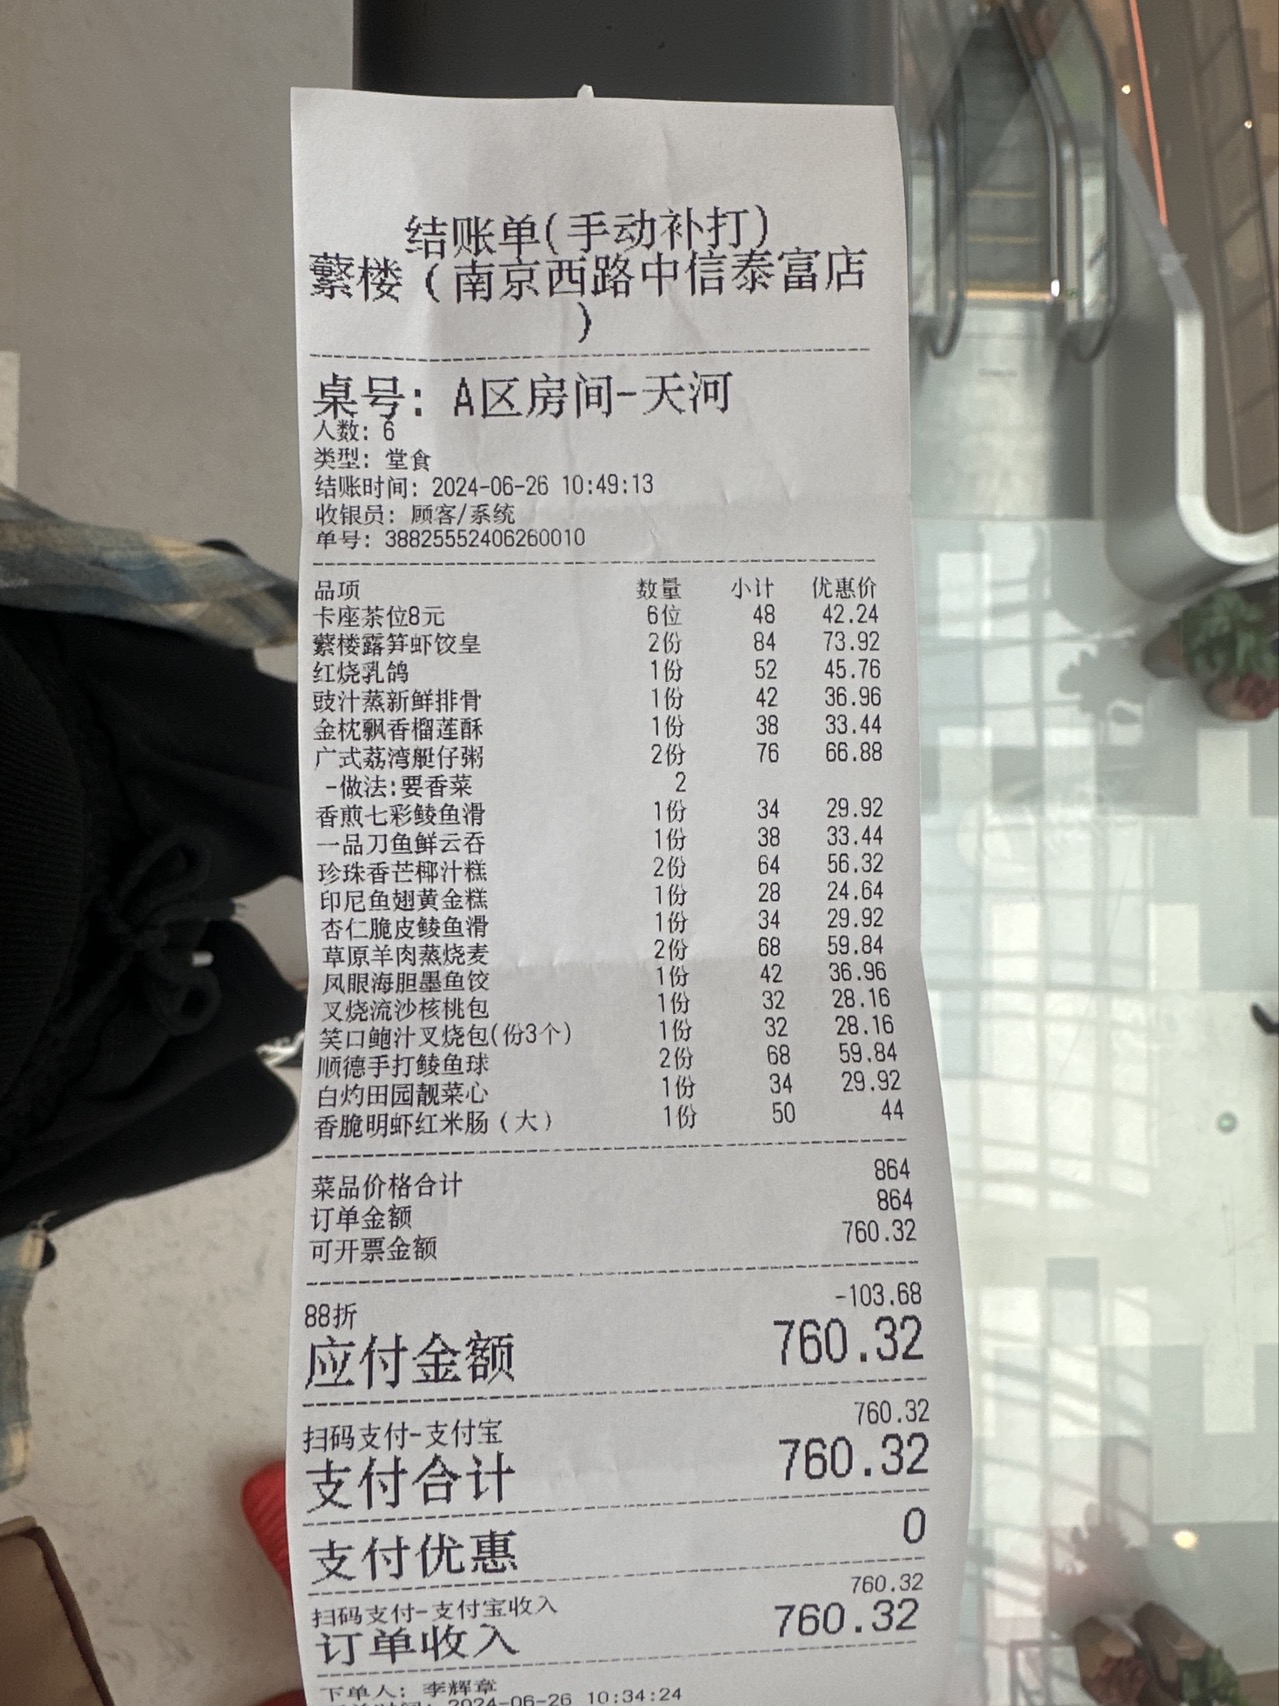 结账单(手动补打)
蘩楼（南京西路中信泰富店
）
桌号: A区房间-天河
人数: 6
类型: 堂食
结账时间: 2024-06-26 10:49:13
收银员: 顾客/系统
单号: 38825552406260010
品项 数量 小计 优惠价
卡座茶位8元 6位 48 42.24
蘩楼露笋虾饺皇 2份 84 73.92
红烧乳鸽 1份 52 45.76
豉汁蒸新鲜排骨 1份 42 36.96
金枕飘香榴莲酥 1份 38 33.44
广式荔湾艇仔粥 2份 76 66.88
-做法:要香菜 2
香煎七彩鲮鱼滑 1份 34 29.92
一品刀鱼鲜云吞 1份 38 33.44
珍珠香芒椰汁糕 2份 64 56.32
印尼鱼翅黄金糕 1份 28 24.64
杏仁脆皮鲮鱼滑 1份 34 29.92
草原羊肉蒸烧麦 2份 68 59.84
凤眼海胆墨鱼饺 1份 42 36.96
叉烧流沙核桃包 1份 32 28.16
笑口鲍汁叉烧包(份3个) 1份 32 28.16
顺德手打鲮鱼球 2份 68 59.84
白灼田园靓菜心 1份 34 29.92
香脆明虾红米肠（大） 1份 50 44
菜品价格合计 864
订单金额 864
可开票金额 760.32
88折 -103.68
应付金额 760.32
扫码支付-支付宝 760.32
支付合计 760.32
支付优惠 0
扫码支付-支付宝收入 760.32
订单收入 760.32
下单人: 李辉章
2024-06-26 10:34:24